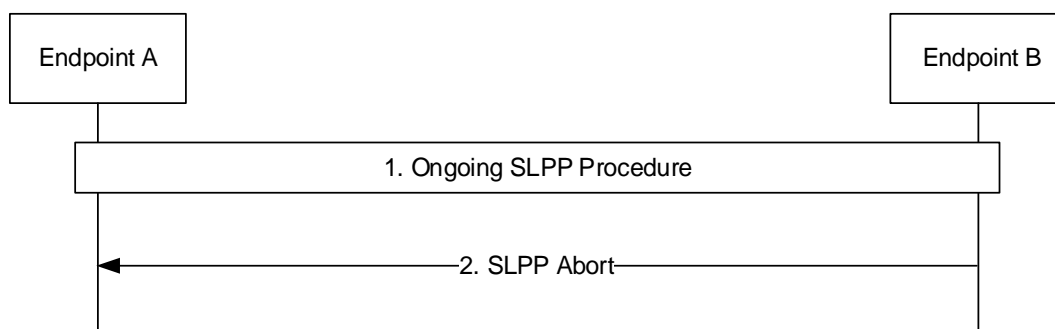 Endpoint A
Endpoint B
1. Ongoing SLPP Procedure
2. SLPP Abort